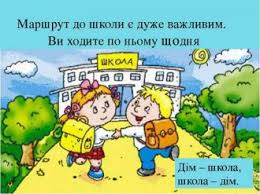 Маршрут до школи є дуже важливим.
Ви ходите по ньому щодня
ШКОЛА
Дім – школа,
школа – дім.